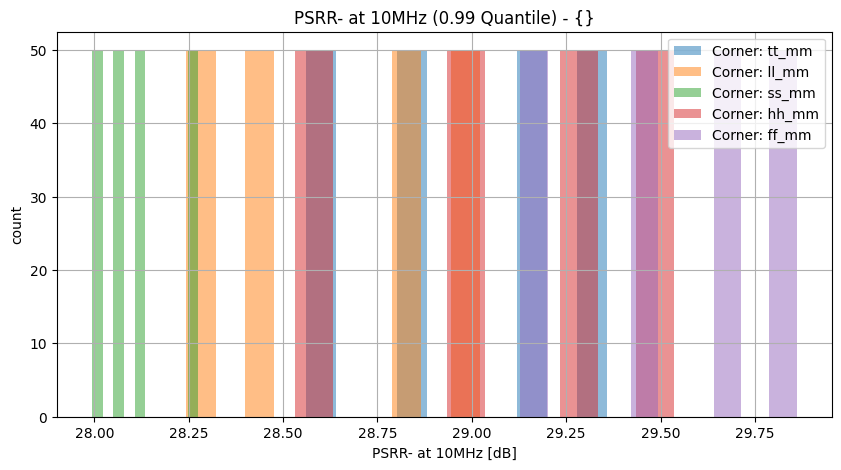 PSRR- at 10MHz (0.99 Quantile) - {}
Corner: tt_mm
Corner: ll_mm
Corner: ss_mm
Corner: hh_mm
Corner: ff_mm
count
50
40
30
20
10
0
28.00 28.25 28.50 28.75 29.00 29.25 29.50 29.75
PSRR- at 10MHz [dB]